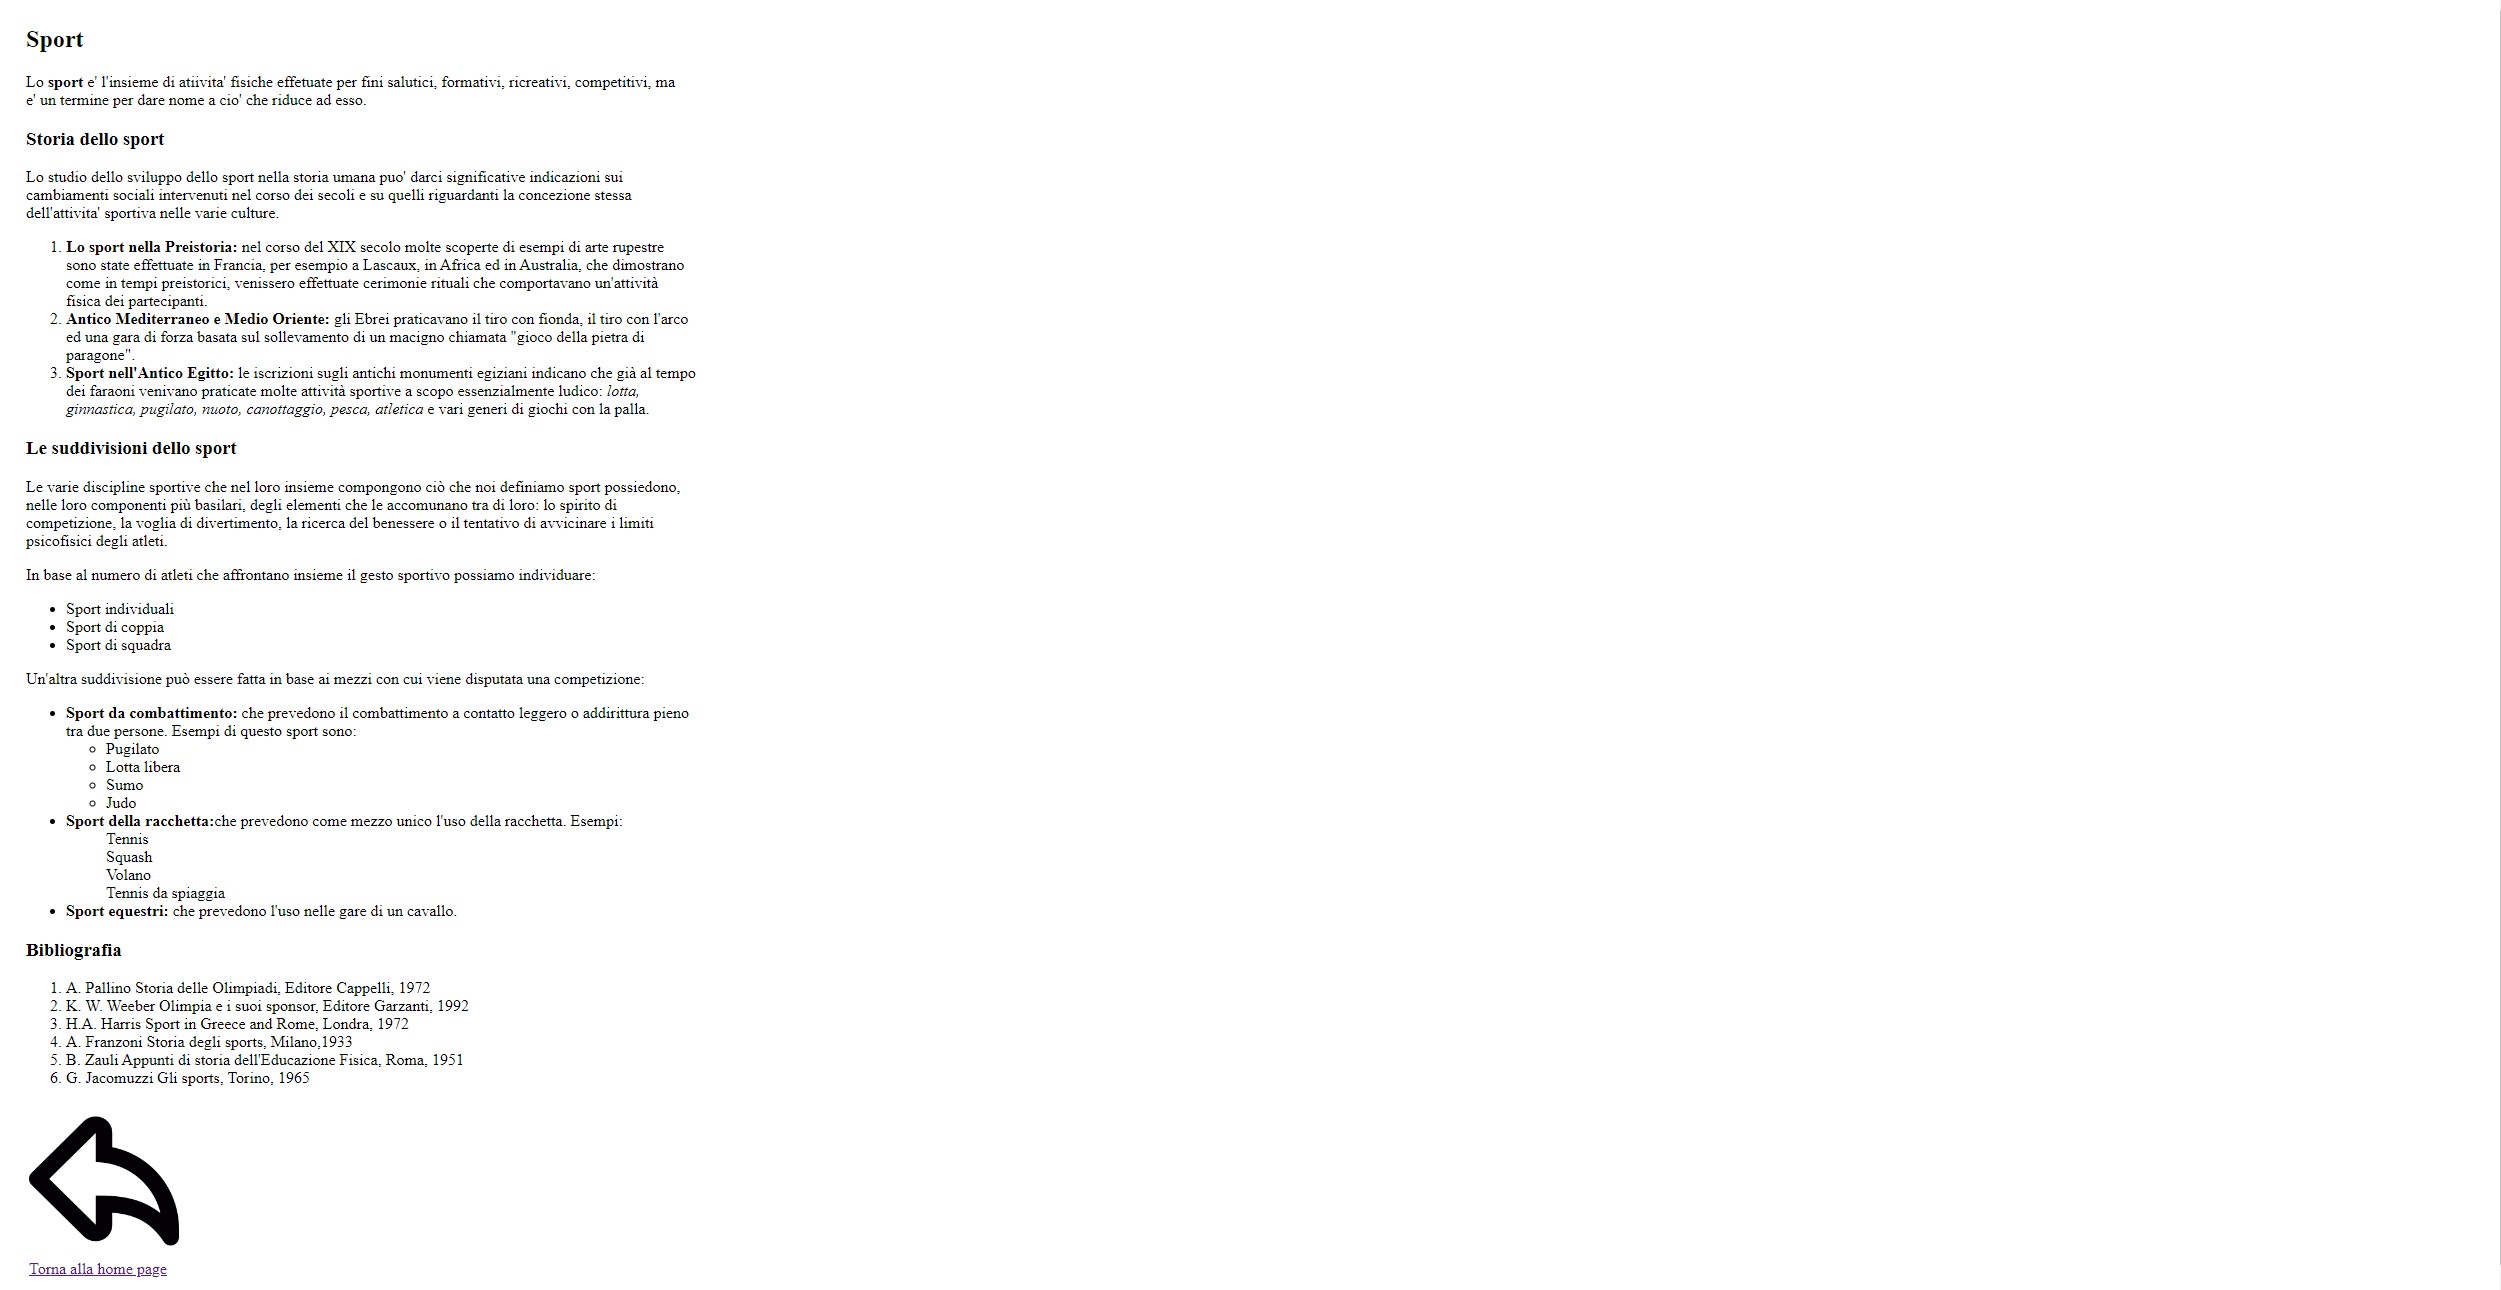 Sport
Lo sport e' l'insieme di atiivita' fisiche effetuate per fini salutici, formativi, ricreativi, competitivi, ma
e' un termine per dare nome a cio' che riduce ad esso.
Storia dello sport
Lo studio dello sviluppo dello sport nella storia umana puo' darci significative indicazioni sui
cambiamenti sociali intervenuti nel corso dei secoli e su quelli riguardanti la concezione stessa
dell'attivita' sportiva nelle varie culture.
1. Lo sport nella Preistoria: nel corso del XIX secolo molte scoperte di esempi di arte rupestre
sono state effettuate in Francia, per esempio a Lascaux, in Africa ed in Australia, che dimostrano
come in tempi preistorici, venissero effettuate cerimonie rituali che comportavano un'attività
fisica dei partecipanti.
2. Antico Mediterraneo e Medio Oriente: gli Ebrei praticavano il tiro con fionda, il tiro con l'arco
ed una gara di forza basata sul sollevamento di un macigno chiamata "gioco della pietra di
paragone".
3. Sport nell'Antico Egitto: le iscrizioni sugli antichi monumenti egiziani indicano che già al tempo
dei faraoni venivano praticate molte attività sportive a scopo essenzialmente ludico: lotta,
ginnastica, pugilato, nuoto, canottaggio, pesca, atletica e vari generi di giochi con la palla.
Le suddivisioni dello sport
Le varie discipline sportive che nel loro insieme compongono ciò che noi definiamo sport possiedono,
nelle loro componenti più basilari, degli elementi che le accomunano tra di loro: lo spirito di
competizione, la voglia di divertimento, la ricerca del benessere o il tentativo di avvicinare i limiti
psicofisici degli atleti.
In base al numero di atleti che affrontano insieme il gesto sportivo possiamo individuare:
• Sport individuali
• Sport di coppia
• Sport di squadra
Un'altra suddivisione può essere fatta in base ai mezzi con cui viene disputata una competizione:
• Sport da combattimento: che prevedono il combattimento a contatto leggero o addirittura pieno
tra due persone. Esempi di questo sport sono:
◦ Pugilato
◦ Lotta libera
◦ Sumo
◦ Judo
• Sport della racchetta:che prevedono come mezzo unico l'uso della racchetta. Esempi:
Tennis
Squash
Volano
Tennis da spiaggia
• Sport equestri: che prevedono l'uso nelle gare di un cavallo.
Bibliografia
1. A. Pallino Storia delle Olimpiadi, Editore Cappelli, 1972
2. K. W. Weeber Olimpia e i suoi sponsor, Editore Garzanti, 1992
3. H.A. Harris Sport in Greece and Rome, Londra, 1972
4. A. Franzoni Storia degli sports, Milano,1933
5. B. Zauli Appunti di storia dell'Educazione Fisica, Roma, 1951
6. G. Jacomuzzi Gli sports, Torino, 1965
Torna alla home page